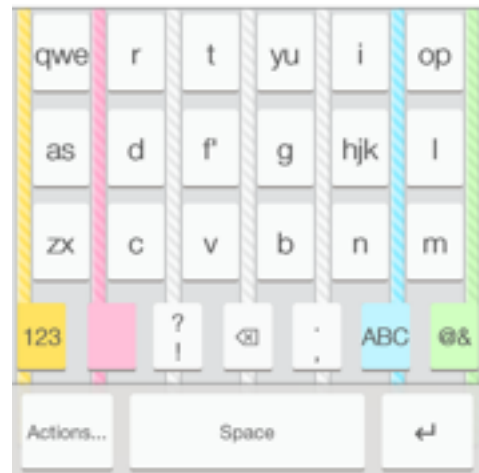 qwe r t yu i op
as d f' g hjk l
zx c v b n m
123 ? ! ⌫ . , ABC @&
Actions... Space ↵